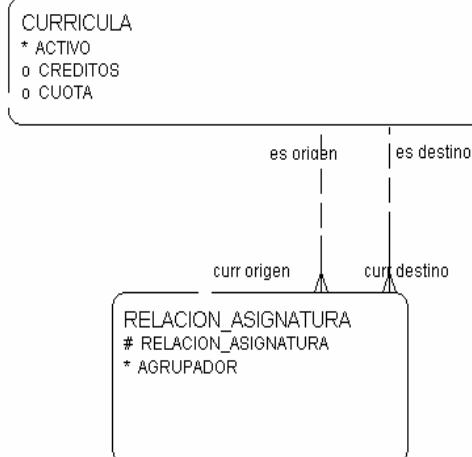 CURRICULA
* ACTIVO
o CREDITOS
o CUOTA
es origen es destino
curr origen curr destino
RELACION_ASIGNATURA
# RELACION_ASIGNATURA
* AGRUPADOR